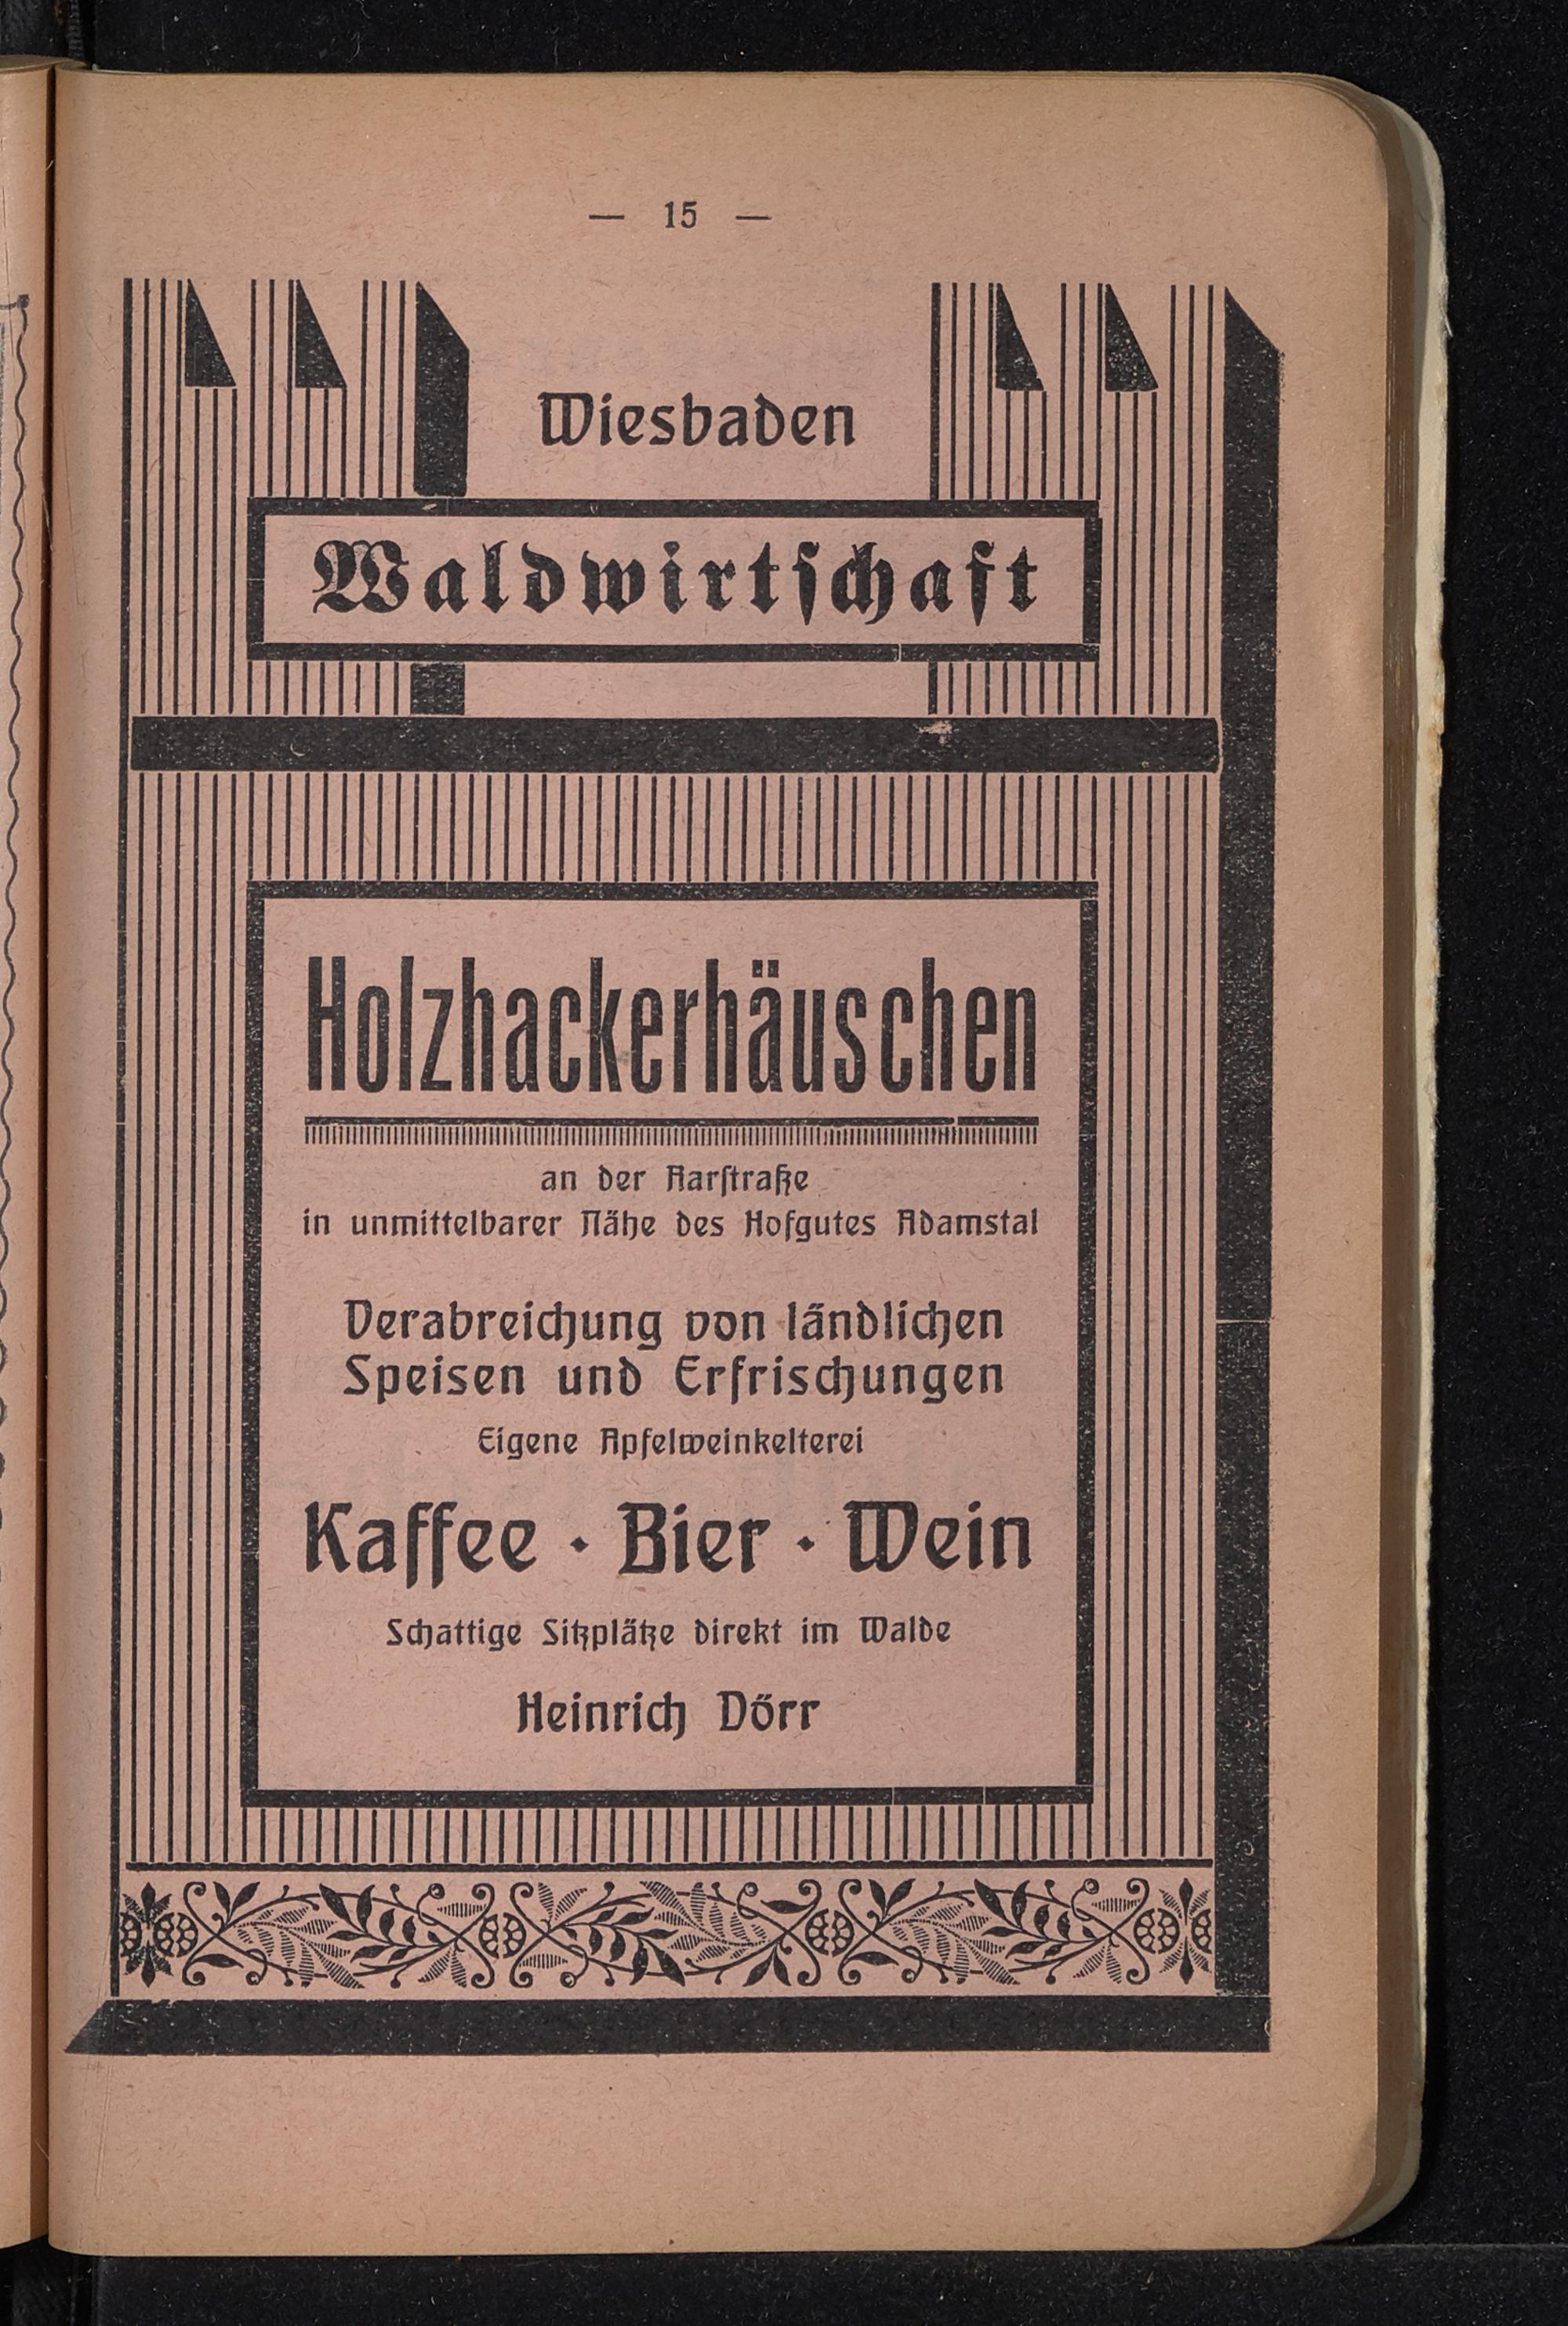 — 15 —
Wiesbaden
Waldwirtſchaft
Holzhackerhäuschen
an der Aarſtraße
in unmittelbarer Nähe des Hofgutes Adamstal
Verabreichung von ländlichen
Speisen und Erfrischungen
Eigene Apfelweinkelterei
Kaffee · Bier · Wein
Schattige Sitzplätze direkt im Walde
Heinrich Dörr